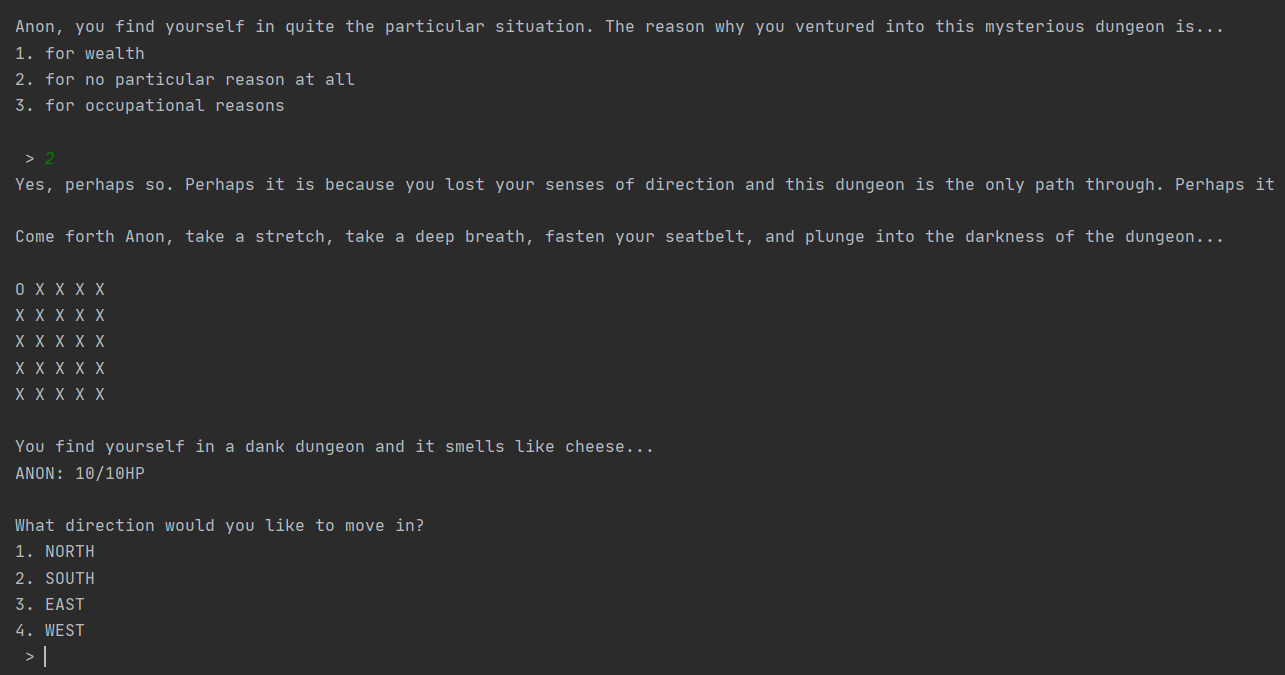 Anon, you find yourself in quite the particular situation. The reason why you ventured into this mysterious dungeon is...
1. for wealth
2. for no particular reason at all
3. for occupational reasons
> 2
Yes, perhaps so. Perhaps it is because you lost your senses of direction and this dungeon is the only path through. Perhaps it
Come forth Anon, take a stretch, take a deep breath, fasten your seatbelt, and plunge into the darkness of the dungeon...
O X X X X
X X X X X
X X X X X
X X X X X
X X X X X
You find yourself in a dank dungeon and it smells like cheese...
ANON: 10/10HP
What direction would you like to move in?
1. NORTH
2. SOUTH
3. EAST
4. WEST
>